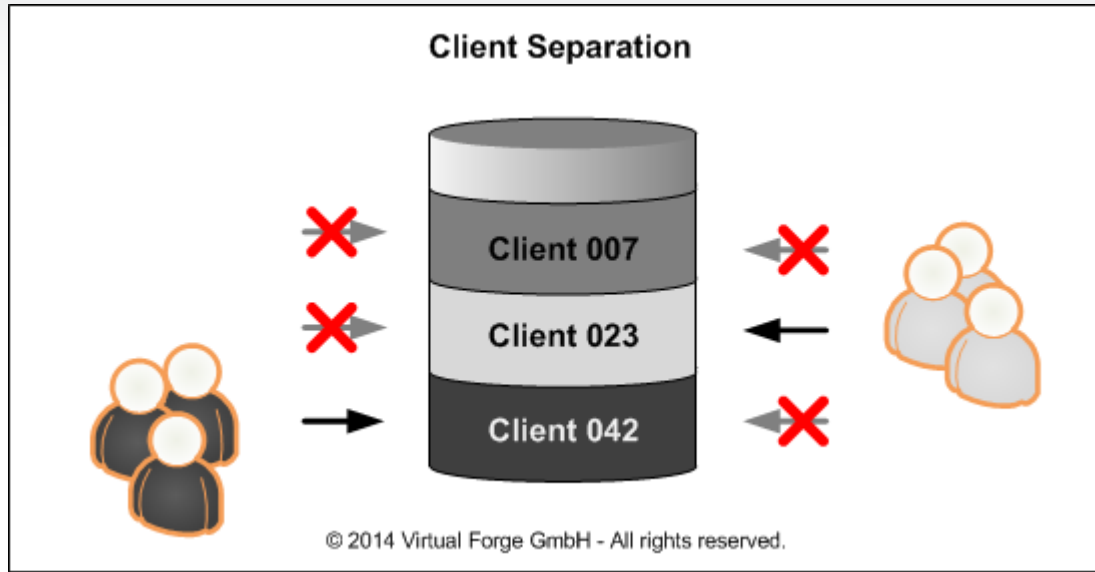 Client Separation
Client 007
Client 023
Client 042
© 2014 Virtual Forge GmbH - All rights reserved.